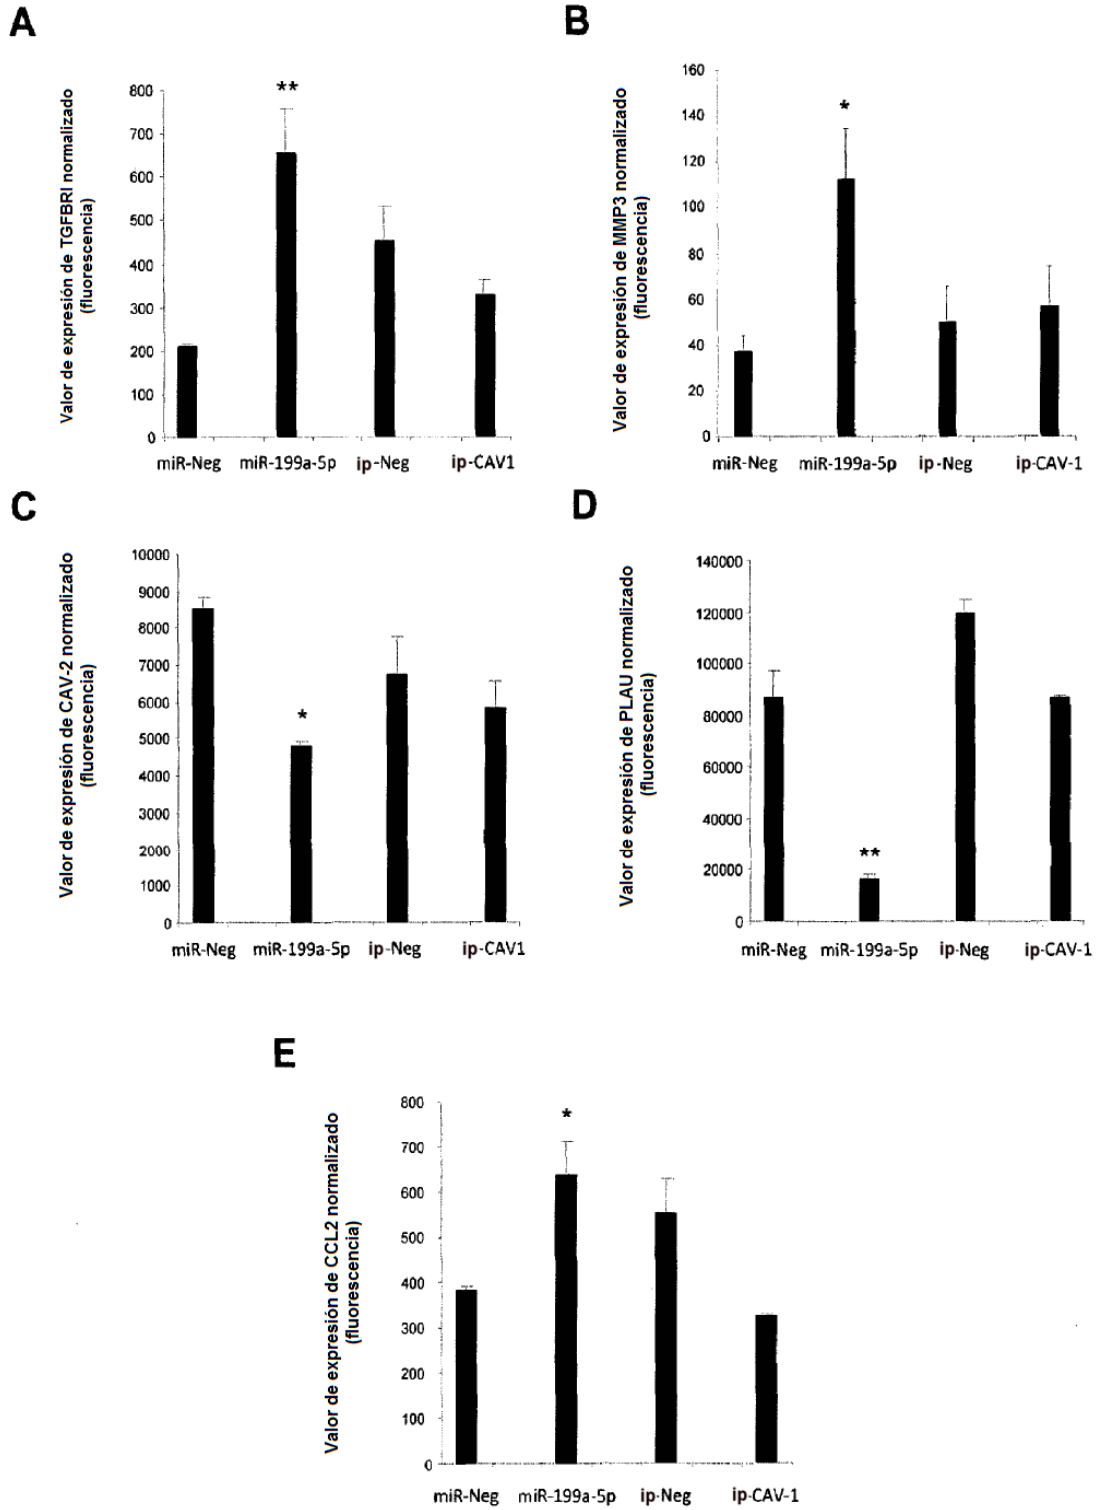 A
Valor de expresión de TGFBRI normalizado
(fluorescencia)
800
700
600
500
400
300
200
100
0
**
miR-Neg miR-199a-5p ip-Neg ip-CAV1
B
Valor de expresión de MMP3 normalizado
(fluorescencia)
160
140
120
100
80
60
40
20
0
*
miR-Neg miR-199a-5p ip-Neg ip-CAV-1
C
Valor de expresión de CAV-2 normalizado
(fluorescencia)
10000
9000
8000
7000
6000
5000
4000
3000
2000
1000
0
*
miR-Neg miR-199a-5p ip-Neg ip-CAV1
D
Valor de expresión de PLAU normalizado
(fluorescencia)
140000
120000
100000
80000
60000
40000
20000
0
**
miR-Neg miR-199a-5p ip-Neg ip-CAV-1
E
Valor de expresión de CCL2 normalizado
(fluorescencia)
800
700
600
500
400
300
200
100
0
*
miR-Neg miR-199a-5p ip-Neg ip-CAV-1